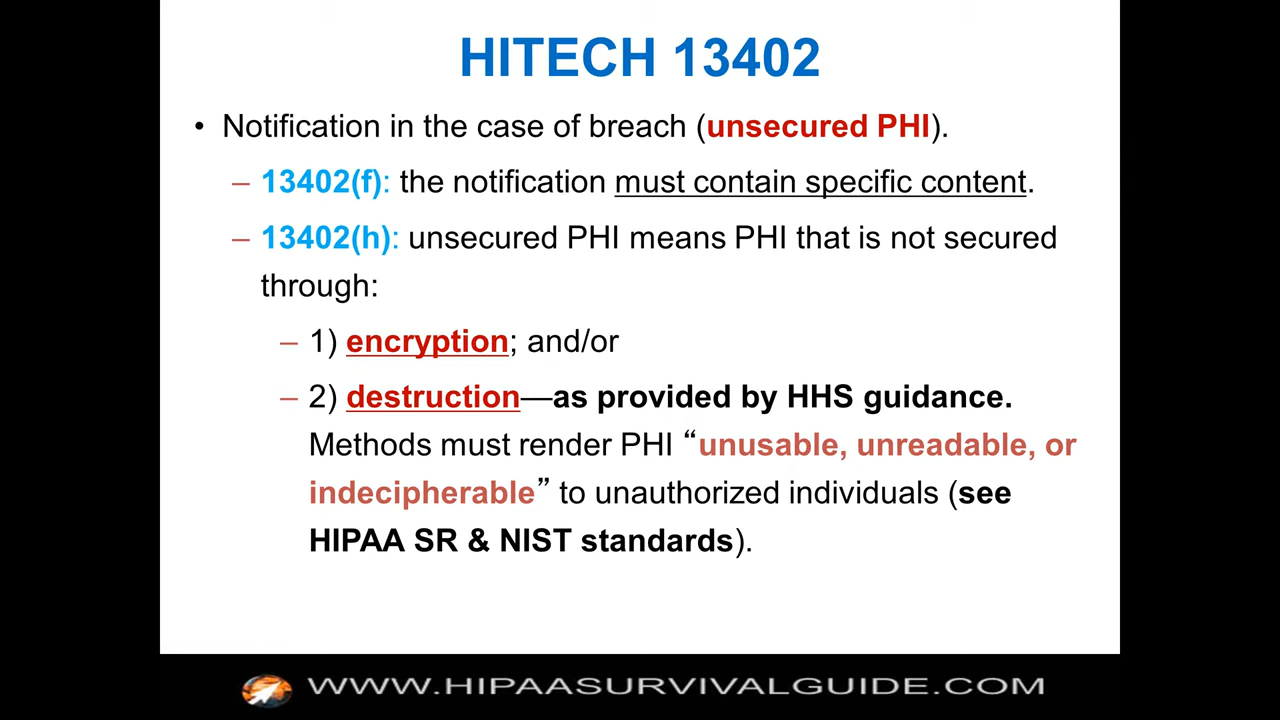 HITECH 13402
• Notification in the case of breach (unsecured PHI).
– 13402(f): the notification must contain specific content.
– 13402(h): unsecured PHI means PHI that is not secured
through:
– 1) encryption; and/or
– 2) destruction—as provided by HHS guidance.
Methods must render PHI “unusable, unreadable, or
indecipherable” to unauthorized individuals (see
HIPAA SR & NIST standards).
WWW.HIPAASURVIVALGUIDE.COM